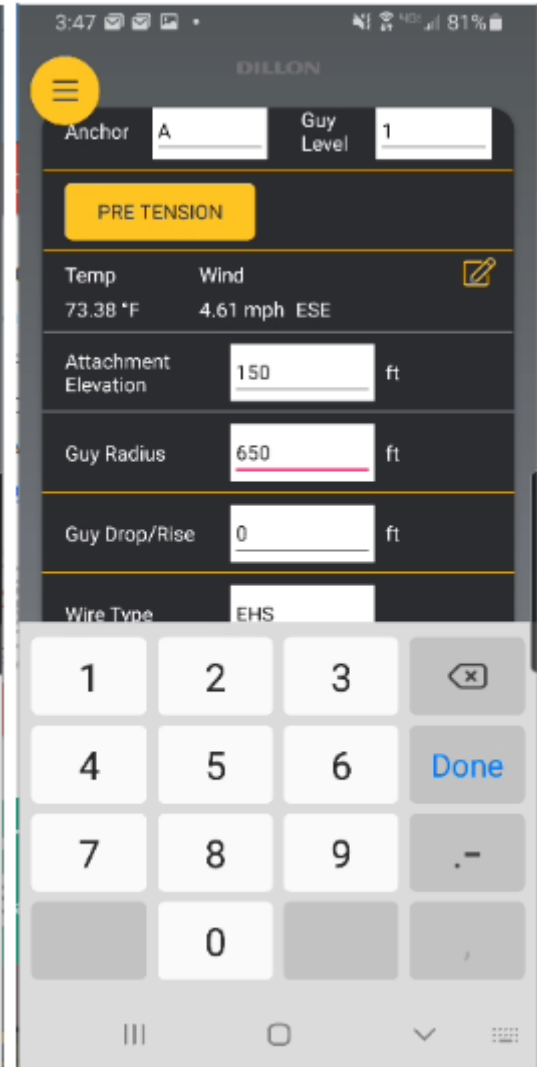 3:47 81%
DILLON
Anchor A Guy Level 1
PRE TENSION
Temp Wind
73.38 °F 4.61 mph ESE
Attachment Elevation 150 ft
Guy Radius 650 ft
Guy Drop/Rise 0 ft
Wire Type EHS
1 2 3
4 5 6 Done
7 8 9 .-
0 ,